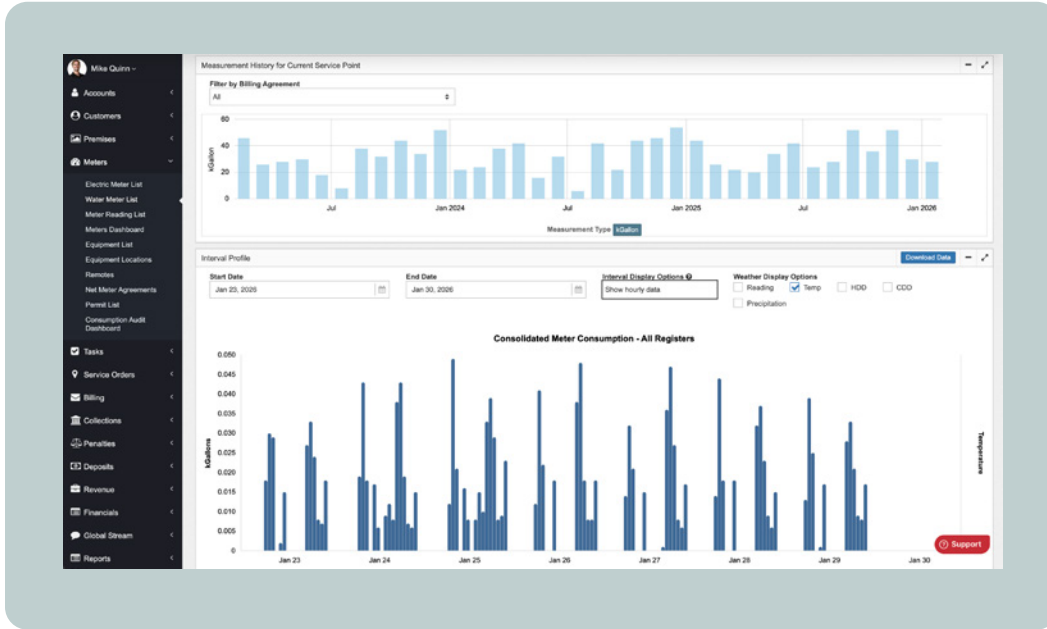 Mike Quinn
Accounts
Customers
Premises
Meters
Electric Meter List
Water Meter List
Meter Reading List
Meters Dashboard
Equipment List
Equipment Locations
Remotes
Net Meter Agreements
Permit List
Consumption Audit
Dashboard
Tasks
Service Orders
Billing
Collections
Penalties
Deposits
Revenue
Financials
Global Stream
Reports
Measurement History for Current Service Point
Filter by Billing Agreement
All
60
40
20
0
kGallon
Jul
Jan 2024
Jul
Jan 2025
Jul
Jan 2026
Measurement Type kGallon
Interval Profile
Download Data
Start Date
End Date
Interval Display Options
Weather Display Options
Jan 23, 2026
Jan 30, 2026
Show hourly data
Reading
Temp
HDD
CDD
Precipitation
Consolidated Meter Consumption - All Registers
0.050
0.045
0.040
0.035
0.030
0.025
0.020
0.015
0.010
0.005
0
kGallons
Temperature
Jan 23
Jan 24
Jan 25
Jan 26
Jan 27
Jan 28
Jan 29
Jan 30
Support